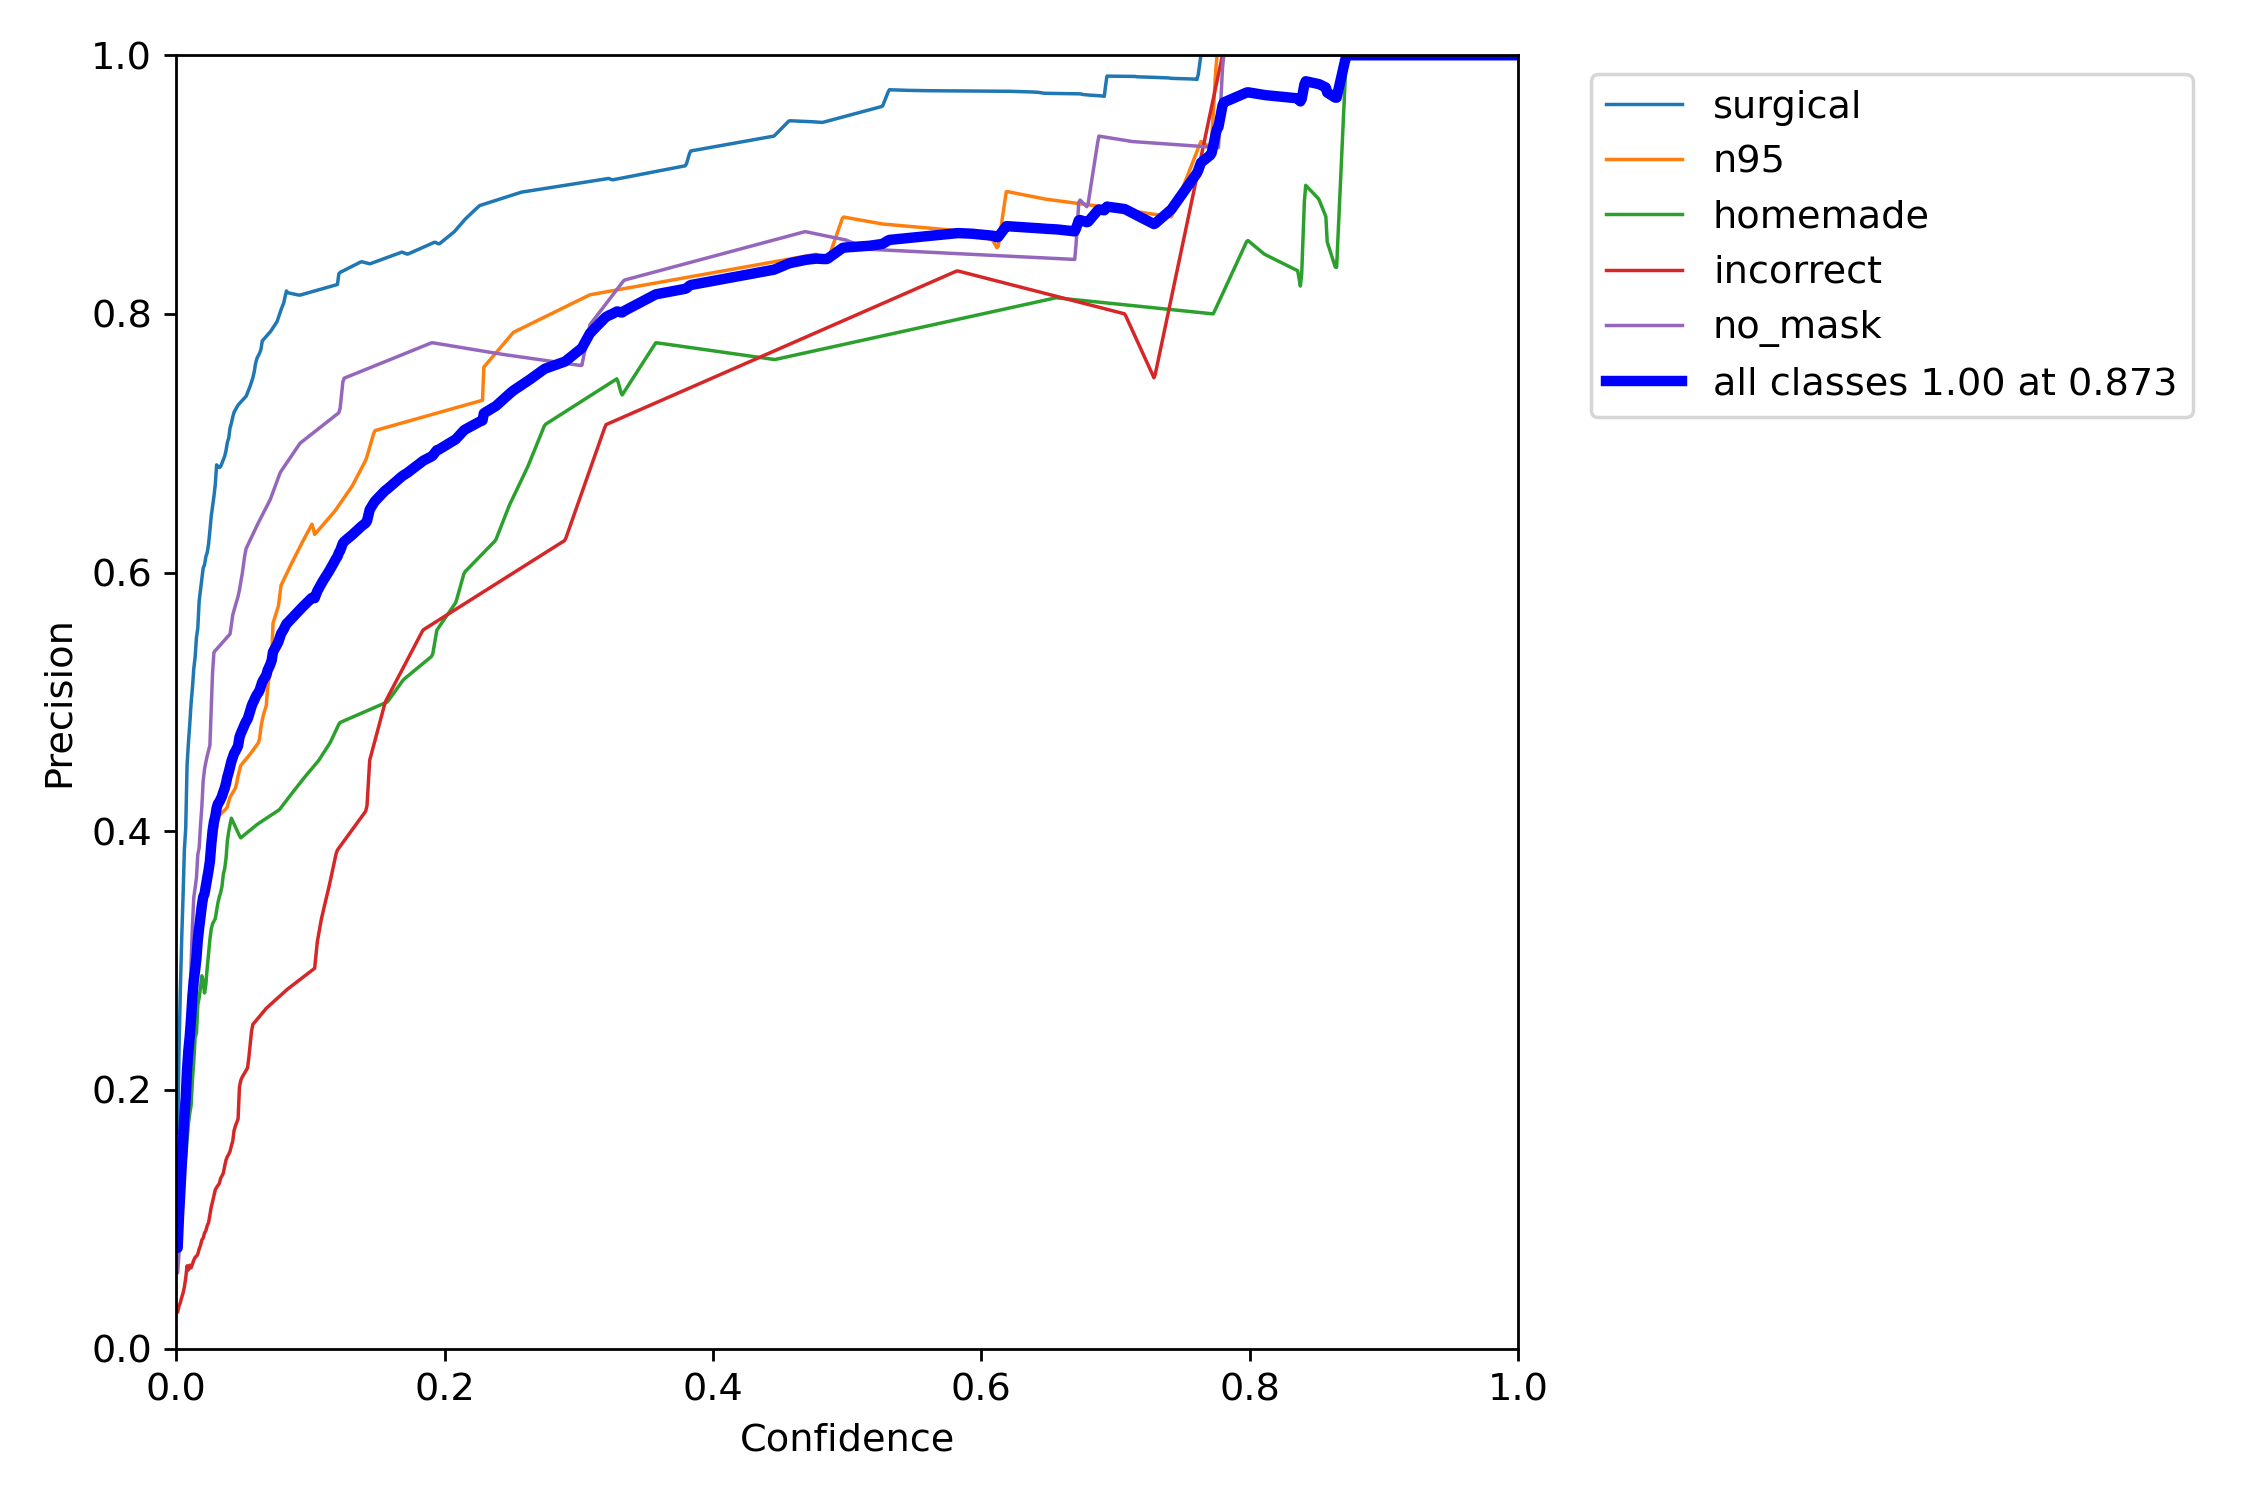 1.0
0.8
0.6
0.4
0.2
0.0
Precision
0.0 0.2 0.4 0.6 0.8 1.0
Confidence
surgical
n95
homemade
incorrect
no_mask
all classes 1.00 at 0.873